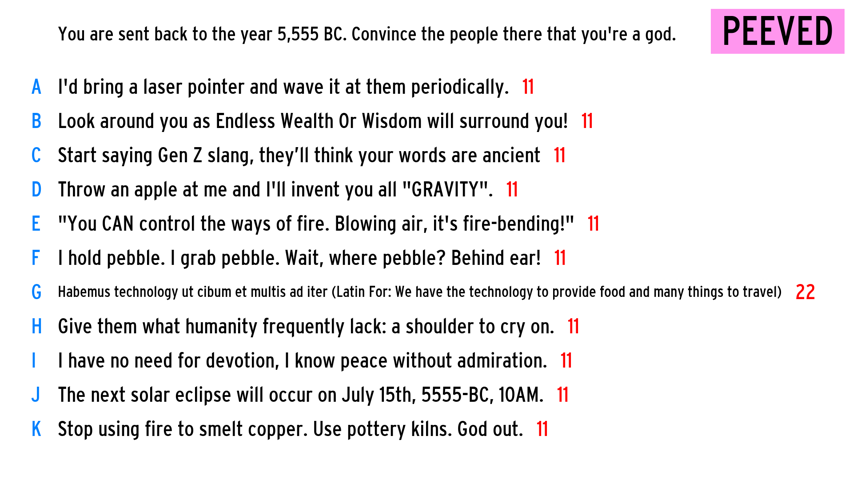 You are sent back to the year 5,555 BC. Convince the people there that you're a god.
PEEVED
A I'd bring a laser pointer and wave it at them periodically. 11
B Look around you as Endless Wealth Or Wisdom will surround you! 11
C Start saying Gen Z slang, they’ll think your words are ancient 11
D Throw an apple at me and I'll invent you all "GRAVITY". 11
E "You CAN control the ways of fire. Blowing air, it's fire-bending!" 11
F I hold pebble. I grab pebble. Wait, where pebble? Behind ear! 11
G Habemus technology ut cibum et multis ad iter (Latin For: We have the technology to provide food and many things to travel) 22
H Give them what humanity frequently lack: a shoulder to cry on. 11
I I have no need for devotion, I know peace without admiration. 11
J The next solar eclipse will occur on July 15th, 5555-BC, 10AM. 11
K Stop using fire to smelt copper. Use pottery kilns. God out. 11